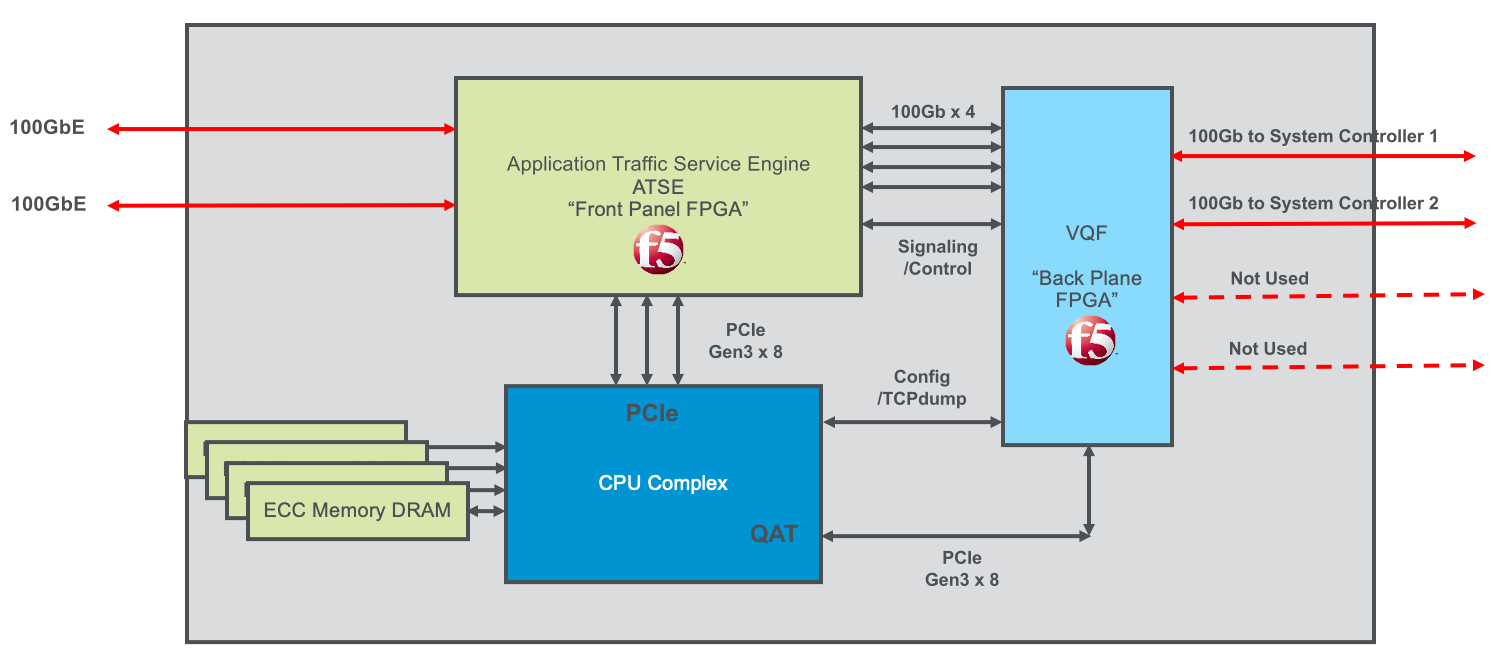 100GbE
100GbE
Application Traffic Service Engine
ATSE
“Front Panel FPGA”
f5
100Gb x 4
Signaling
/Control
VQF
“Back Plane
FPGA”
f5
100Gb to System Controller 1
100Gb to System Controller 2
Not Used
Not Used
PCIe
Gen3 x 8
Config
/TCPdump
PCIe
CPU Complex
QAT
ECC Memory DRAM
PCIe
Gen3 x 8